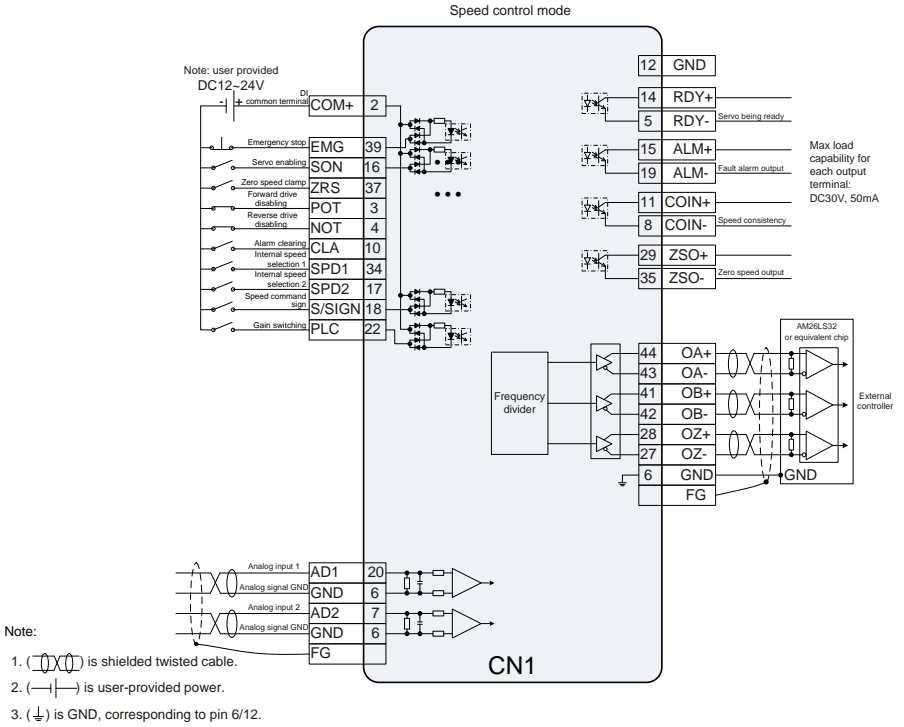 Speed control mode
Note: user provided
DC12~24V
- + DI common terminal COM+ 2
Emergency stop EMG 39
Servo enabling SON 16
Zero speed clamp ZRS 37
Forward drive disabling POT 3
Reverse drive disabling NOT 4
Alarm clearing CLA 10
Internal speed selection 1 SPD1 34
Internal speed selection 2 SPD2 17
Speed command sign S/SIGN 18
Gain switching PLC 22
12 GND
14 RDY+
5 RDY- Servo being ready
15 ALM+
19 ALM- Fault alarm output
11 COIN+
8 COIN- Speed consistency
29 ZSO+
35 ZSO- Zero speed output
Max load
capability for
each output
terminal:
DC30V, 50mA
Frequency
divider
44 OA+
43 OA-
41 OB+
42 OB-
28 OZ+
27 OZ-
6 GND
FG
AM26LS32
or equivalent chip
GND
External
controller
Analog input 1 AD1 20
Analog signal GND GND 6
Analog input 2 AD2 7
Analog signal GND GND 6
FG
CN1
Note:
1. ( ) is shielded twisted cable.
2. ( ) is user-provided power.
3. ( ) is GND, corresponding to pin 6/12.